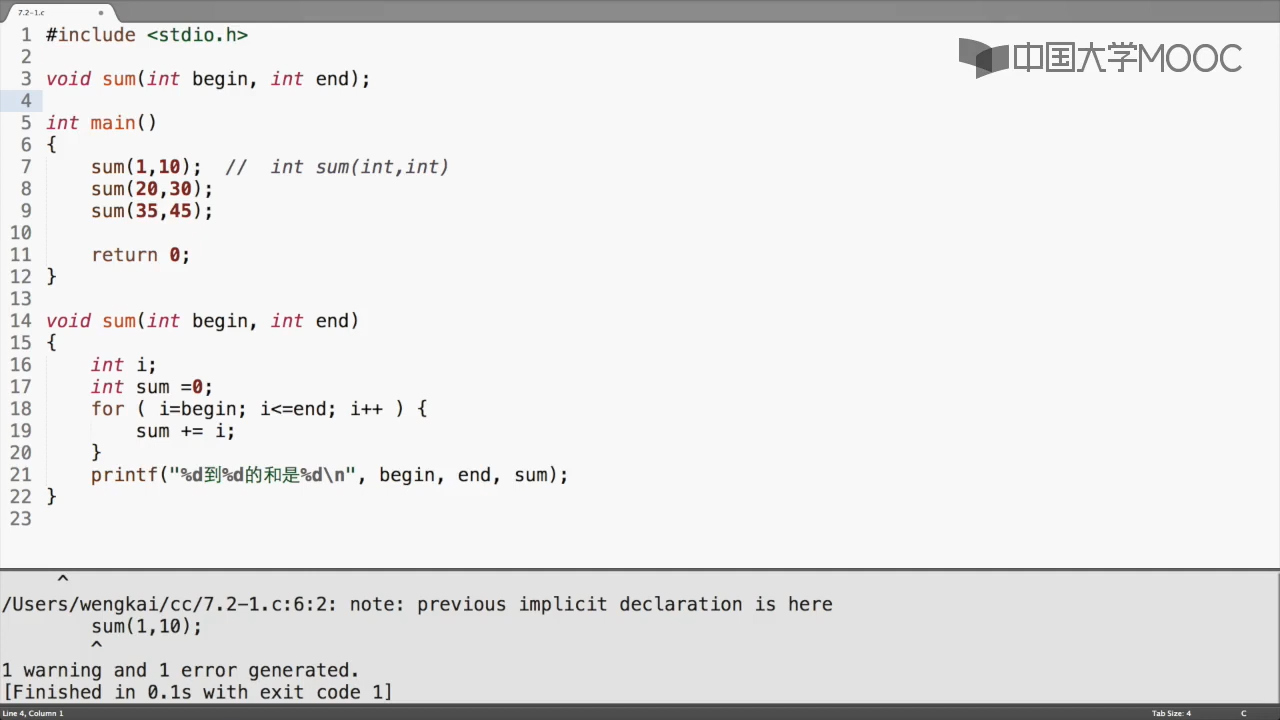 7.2-1.c
1 #include <stdio.h>
2
3 void sum(int begin, int end);
4
5 int main()
6 {
7     sum(1,10);  //  int sum(int,int)
8     sum(20,30);
9     sum(35,45);
10
11     return 0;
12 }
13
14 void sum(int begin, int end)
15 {
16     int i;
17     int sum =0;
18     for ( i=begin; i<=end; i++ ) {
19         sum += i;
20     }
21     printf("%d到%d的和是%d\n", begin, end, sum);
22 }
23
中国大学MOOC
^
/Users/wengkai/cc/7.2-1.c:6:2: note: previous implicit declaration is here
        sum(1,10);
        ^
1 warning and 1 error generated.
[Finished in 0.1s with exit code 1]
Line 4, Column 1
Tab Size: 4
C